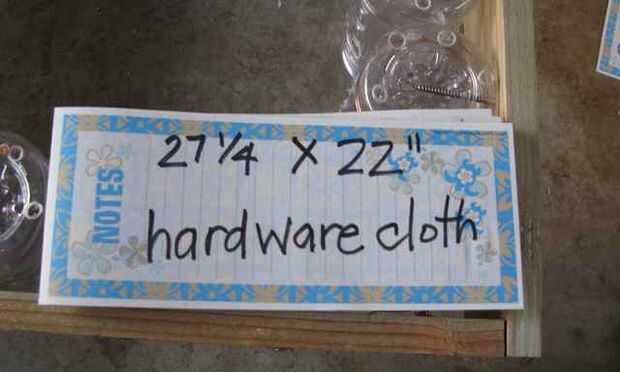 NOTES
27 1/4 X 22"
hardware cloth